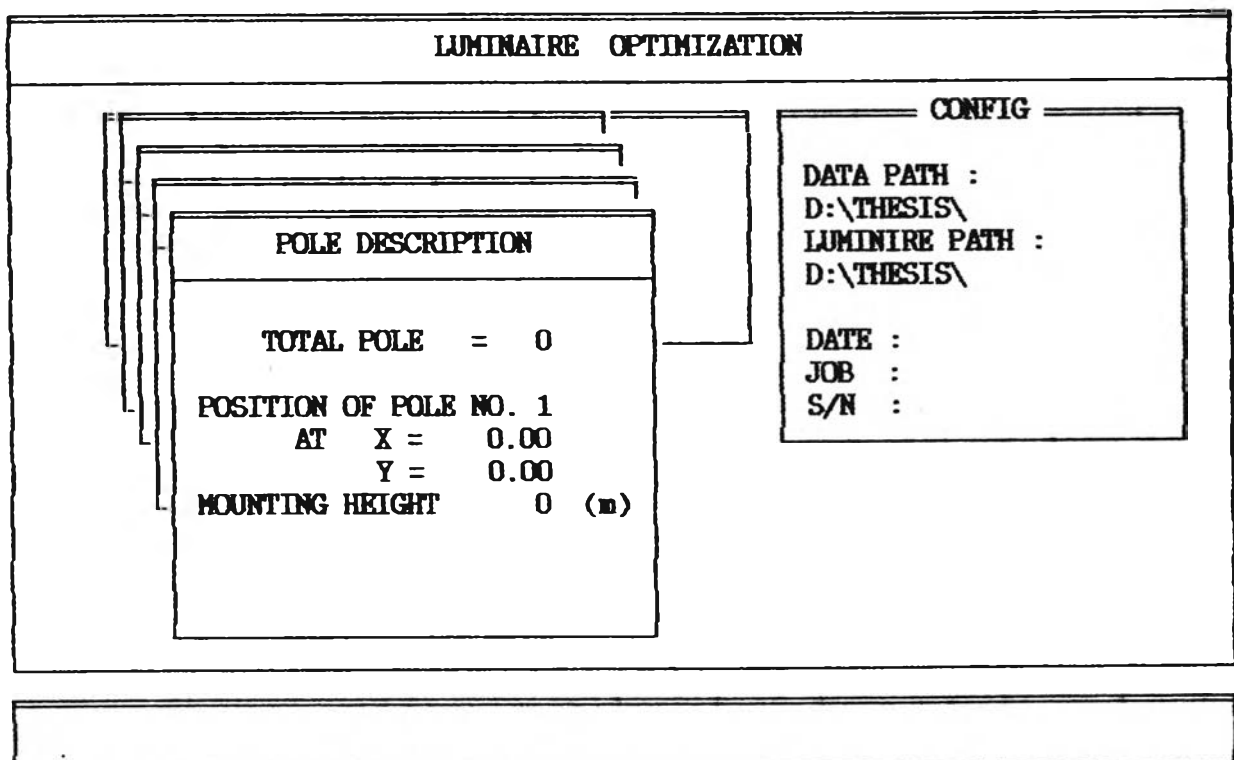 LUMINAIRE OPTIMIZATION
CONFIG
DATA PATH :
D:\THESIS\
LUMINIRE PATH :
D:\THESIS\
DATE :
JOB :
S/N :
POLE DESCRIPTION
TOTAL POLE = 0
POSITION OF POLE NO. 1
AT X = 0.00
Y = 0.00
MOUNTING HEIGHT 0 (m)